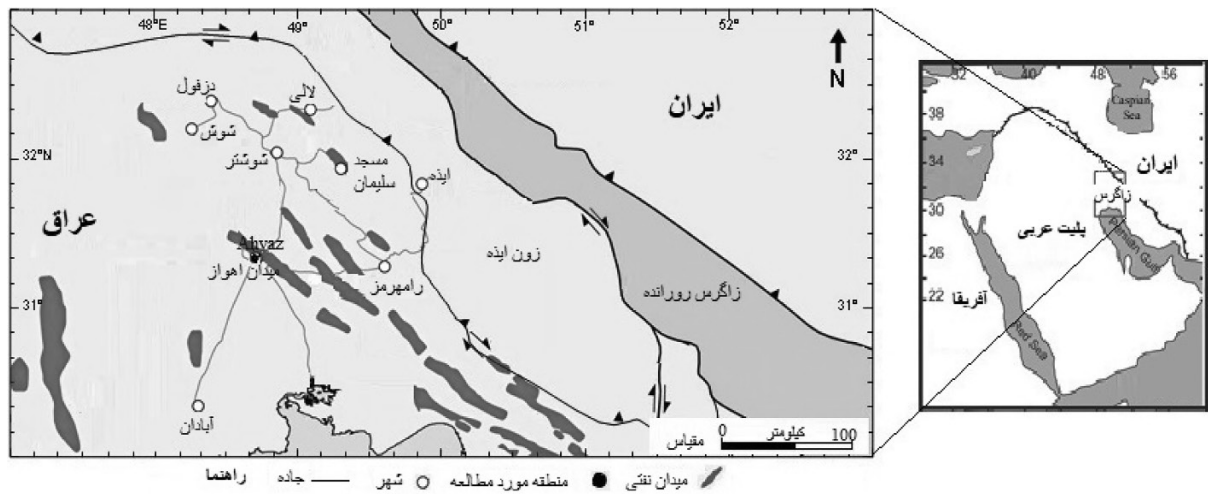 48°E 49° 50° 51° 52°
32°N
31°
32°
31°
N
ایران
عراق
دزفول
لالی
شوش
شوشتر
مسجد
سلیمان
ایذه
Ahvaz
میدان اهواز
رامهرمز
زون ایذه
زاگرس رورانده
آبادان
مقیاس
0 کیلومتر 100
راهنما جاده شهر منطقه مورد مطالعه میدان نفتی
32 40 48 56
38
34
30
26
22
Caspian
Sea
ایران
زاگرس
پلیت عربی
Persian Gulf
آفریقا
Red Sea